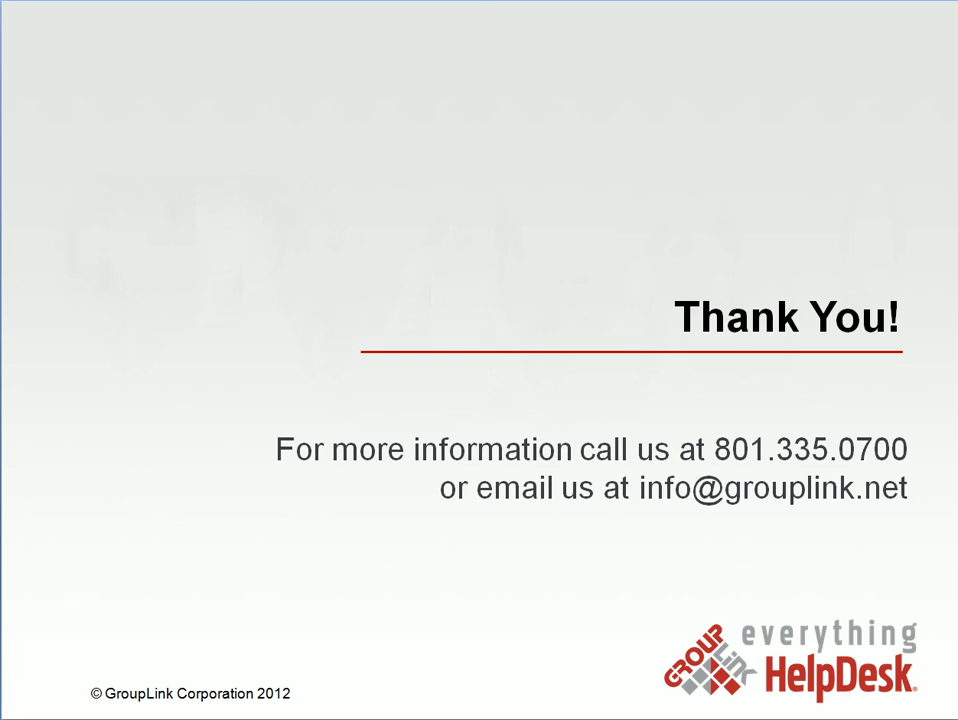 Thank You!
For more information call us at 801.335.0700
or email us at info@grouplink.net
GROUP
Link
everything
HelpDesk.
© GroupLink Corporation 2012